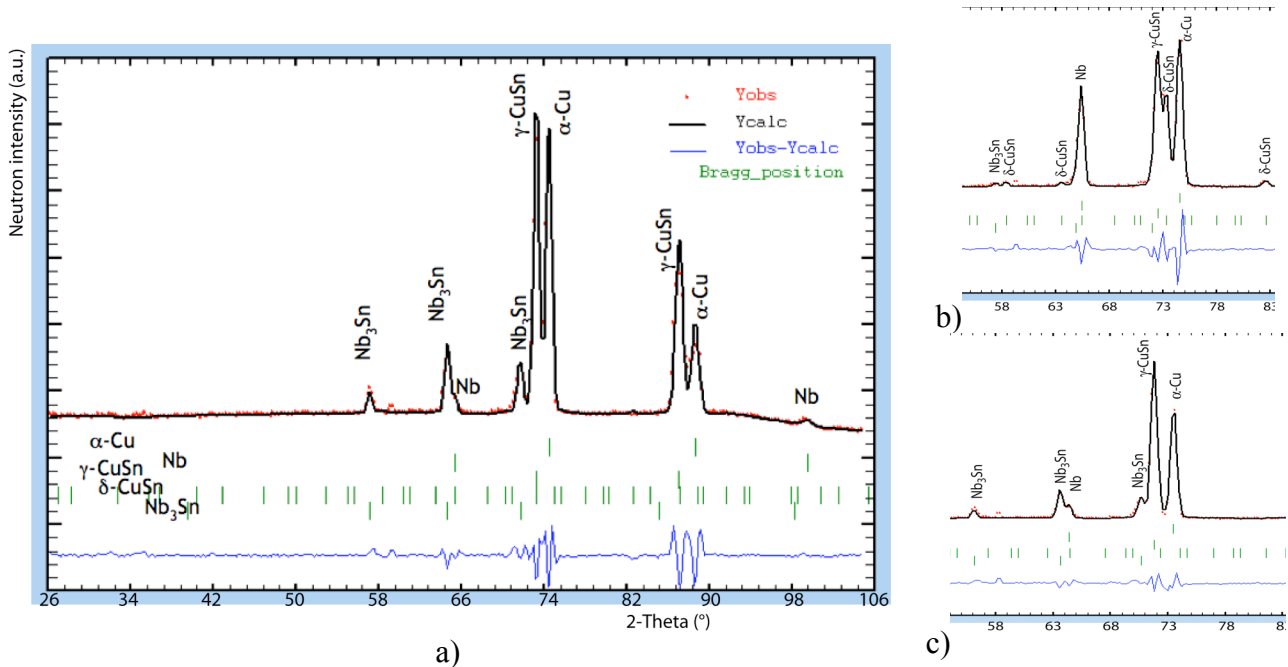 Neutron intensity (a.u.)
γ-CuSn
α-Cu
Yobs
Ycalc
Yobs-Ycalc
Bragg_position
Nb₃Sn
Nb₃Sn
Nb
Nb₃Sn
γ-CuSn
α-Cu
Nb
α-Cu
Nb
γ-CuSn
δ-CuSn
Nb₃Sn
26 34 42 50 58 66 74 82 90 98 106
2-Theta (°)
a)
Nb₃Sn
δ-CuSn
δ-CuSn
Nb
γ-CuSn
δ-CuSn
α-Cu
δ-CuSn
58 63 68 73 78 83
b)
Nb₃Sn
Nb₃Sn
Nb
Nb₃Sn
γ-CuSn
α-Cu
58 63 68 73 78 83
c)